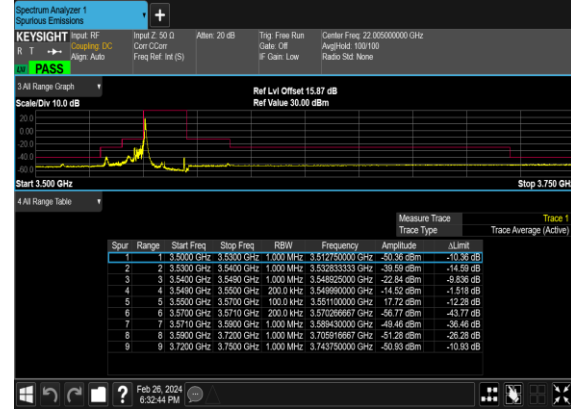 Spectrum Analyzer 1
Spurious Emissions
+
KEYSIGHT Input: RF Input Z: 50 Ω Atten: 20 dB Trig: Free Run Center Freq: 22.005000000 GHz
R T Coupling: DC Corr CCorr Gate: Off Avg|Hold: 100/100
Align: Auto Freq Ref: Int (S) IF Gain: Low Radio Std: None
LNI PASS
3 All Range Graph Ref Lvl Offset 15.87 dB
Scale/Div 10.0 dB Ref Value 30.00 dBm
20.0
0.00
-20.0
-40.0
-60.0
Start 3.500 GHz Stop 3.750 GH
4 All Range Table
Measure Trace Trace 1
Trace Type Trace Average (Active)
Spur Range Start Freq Stop Freq RBW Frequency Amplitude ΔLimit
1 1 3.5000 GHz 3.5300 GHz 1.000 MHz 3.512750000 GHz -50.36 dBm -10.36 dB
2 2 3.5300 GHz 3.5400 GHz 1.000 MHz 3.532833333 GHz -39.59 dBm -14.59 dB
3 3 3.5400 GHz 3.5490 GHz 1.000 MHz 3.548925000 GHz -22.84 dBm -9.836 dB
4 4 3.5490 GHz 3.5500 GHz 200.0 kHz 3.549990000 GHz -14.52 dBm -1.518 dB
5 5 3.5500 GHz 3.5700 GHz 100.0 kHz 3.551100000 GHz 17.72 dBm -12.28 dB
6 6 3.5700 GHz 3.5710 GHz 200.0 kHz 3.570266667 GHz -56.77 dBm -43.77 dB
7 7 3.5710 GHz 3.5900 GHz 1.000 MHz 3.589430000 GHz -49.46 dBm -36.46 dB
8 8 3.5900 GHz 3.7200 GHz 1.000 MHz 3.705916667 GHz -51.28 dBm -26.28 dB
9 9 3.7200 GHz 3.7500 GHz 1.000 MHz 3.743750000 GHz -50.93 dBm -10.93 dB
? Feb 26, 2024
6:32:44 PM